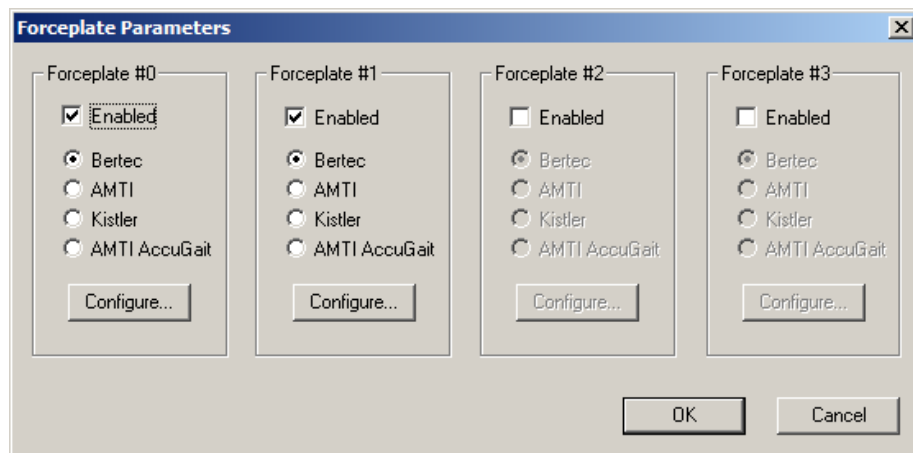 Forceplate Parameters
Forceplate #0
Enabled
Bertec
AMTI
Kistler
AMTI AccuGait
Configure...
Forceplate #1
Enabled
Bertec
AMTI
Kistler
AMTI AccuGait
Configure...
Forceplate #2
Enabled
Bertec
AMTI
Kistler
AMTI AccuGait
Configure...
Forceplate #3
Enabled
Bertec
AMTI
Kistler
AMTI AccuGait
Configure...
OK
Cancel